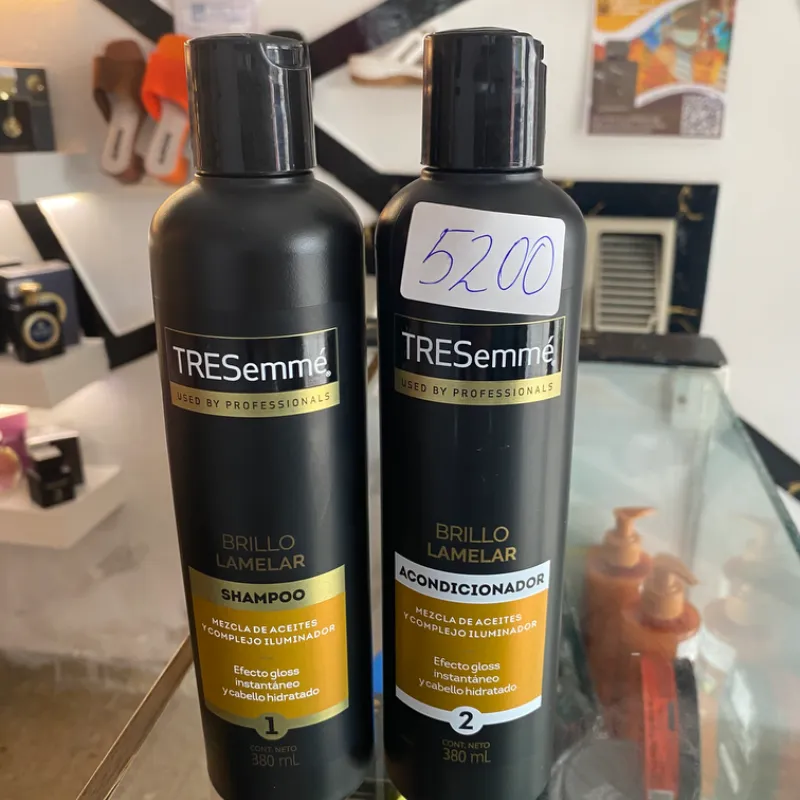 TRESemmé
USED BY PROFESSIONALS
BRILLO
LAMELAR
SHAMPOO
MEZCLA DE ACEITES
Y COMPLEJO ILUMINADOR
Efecto gloss
instantáneo
y cabello hidratado
1
CONT. NETO
380 mL
5200
TRESemmé
USED BY PROFESSIONALS
BRILLO
LAMELAR
ACONDICIONADOR
MEZCLA DE ACEITES
Y COMPLEJO ILUMINADOR
Efecto gloss
instantáneo
y cabello hidratado
2
CONT. NETO
380 mL